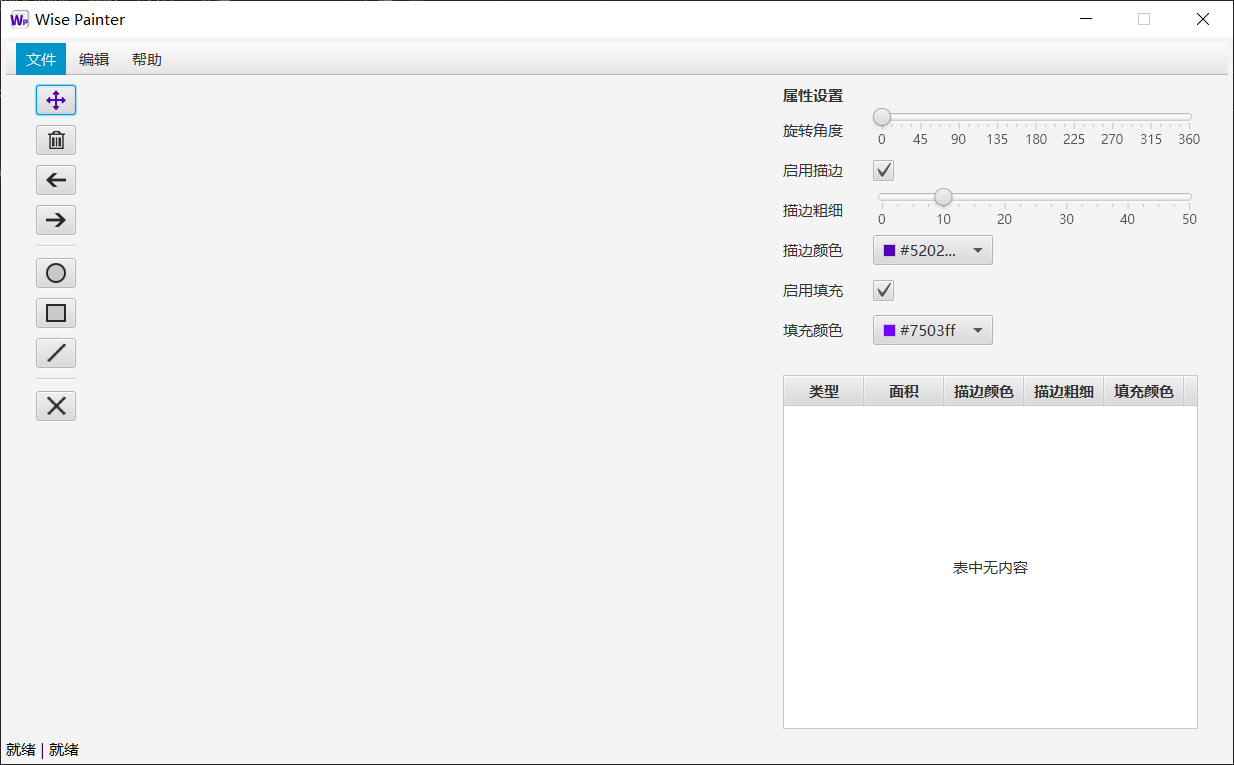 Wise Painter
文件 编辑 帮助
属性设置
旋转角度
0 45 90 135 180 225 270 315 360
启用描边
描边粗细
0 10 20 30 40 50
描边颜色 #5202...
启用填充
填充颜色 #7503ff
类型 面积 描边颜色 描边粗细 填充颜色
表中无内容
就绪 | 就绪